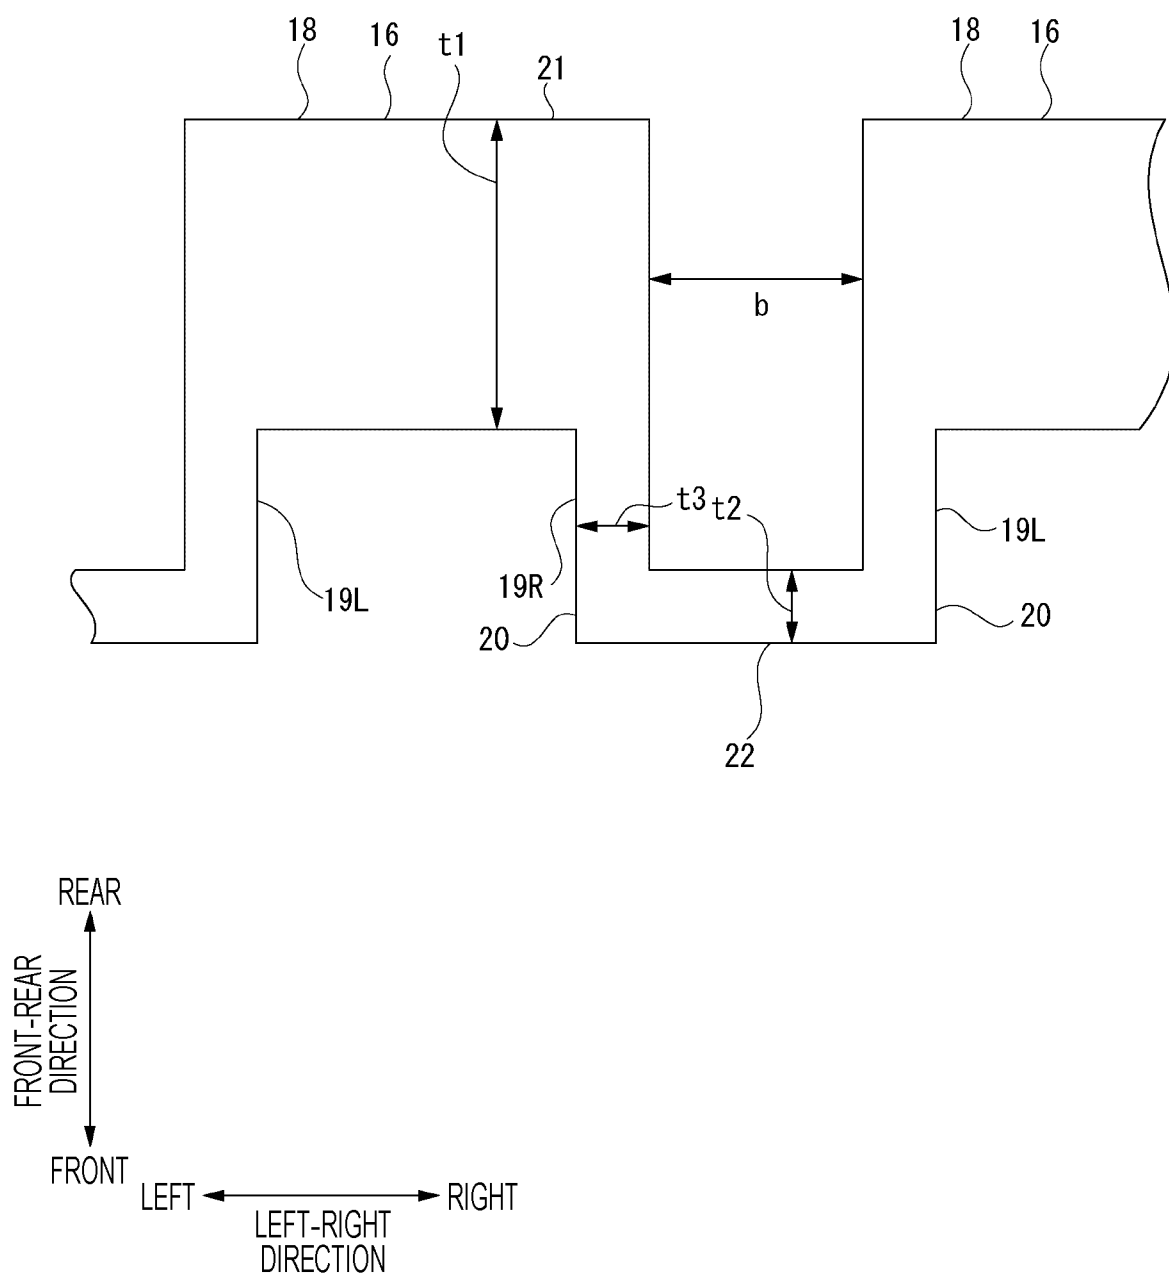 18 16 t1 21 18 16
b
t3 t2
19L 19R 19L
20 20
22
REAR
FRONT-REAR
DIRECTION
FRONT
LEFT RIGHT
LEFT-RIGHT
DIRECTION